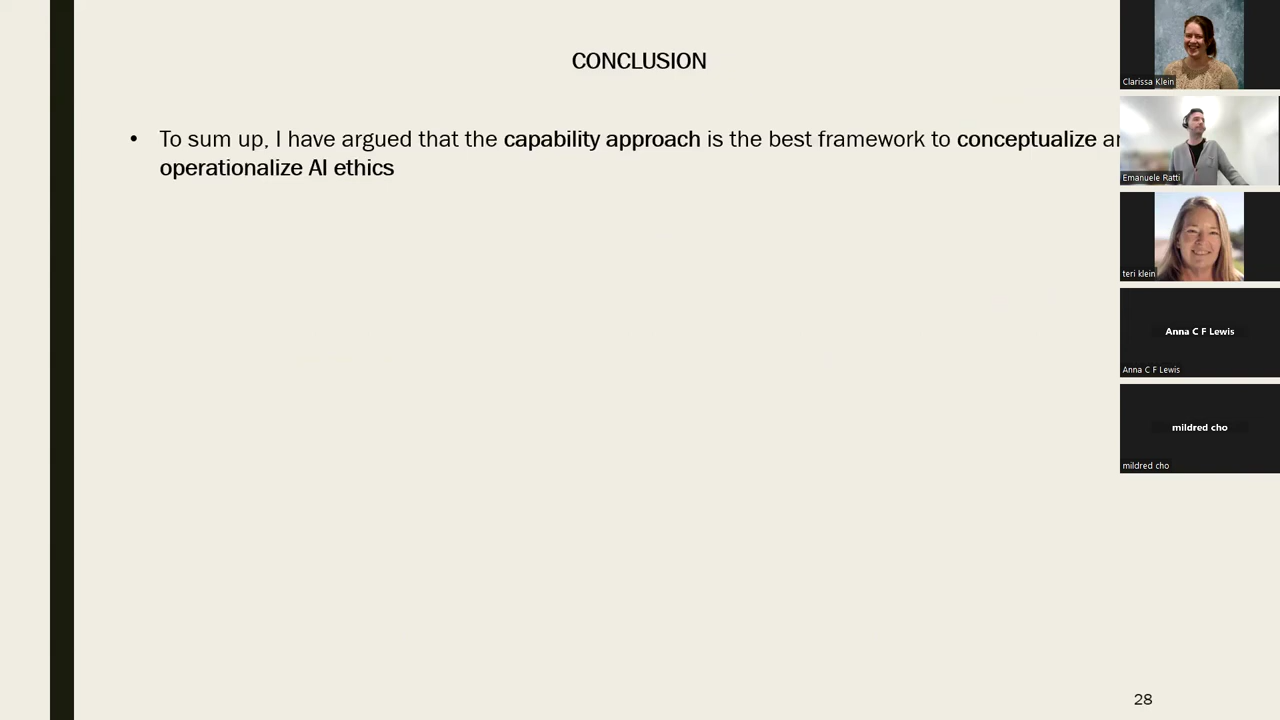 CONCLUSION
• To sum up, I have argued that the capability approach is the best framework to conceptualize
operationalize AI ethics
Clarissa Klein
Emanuele Ratti
teri klein
Anna C F Lewis
Anna C F Lewis
mildred cho
mildred cho
28